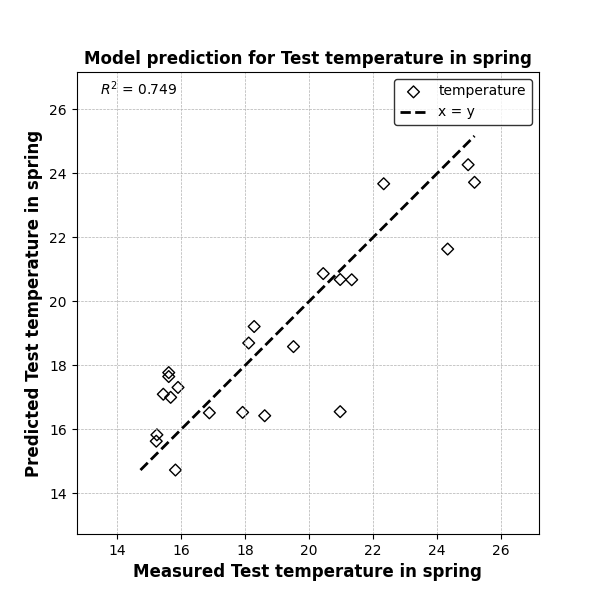 Model prediction for Test temperature in spring
R² = 0.749
temperature
x = y
26
24
22
20
18
16
14
Predicted Test temperature in spring
14 16 18 20 22 24 26
Measured Test temperature in spring